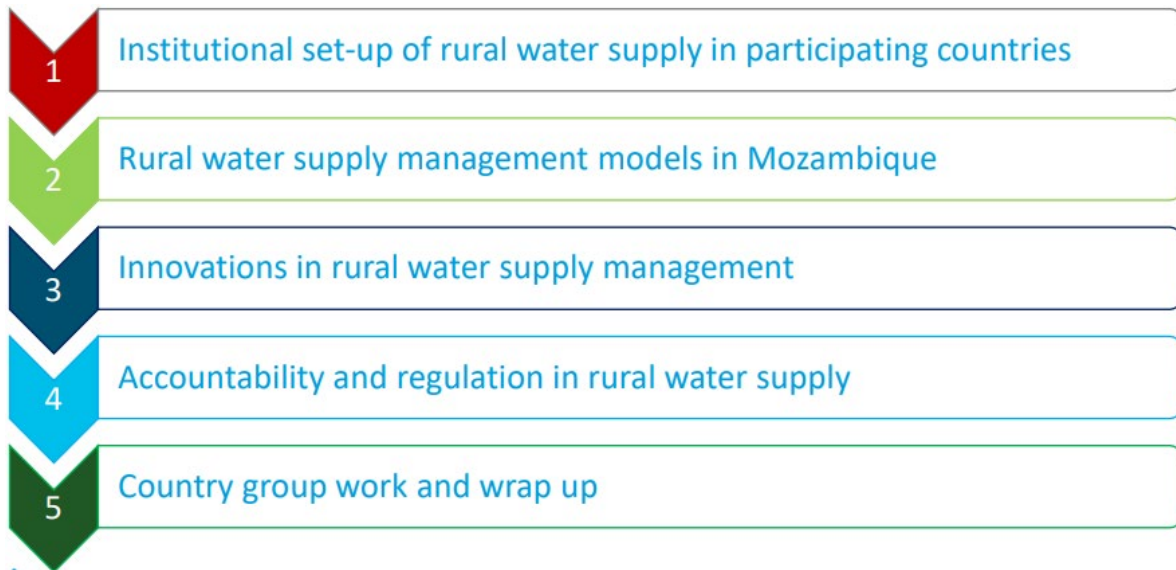 1
Institutional set-up of rural water supply in participating countries
2
Rural water supply management models in Mozambique
3
Innovations in rural water supply management
4
Accountability and regulation in rural water supply
5
Country group work and wrap up